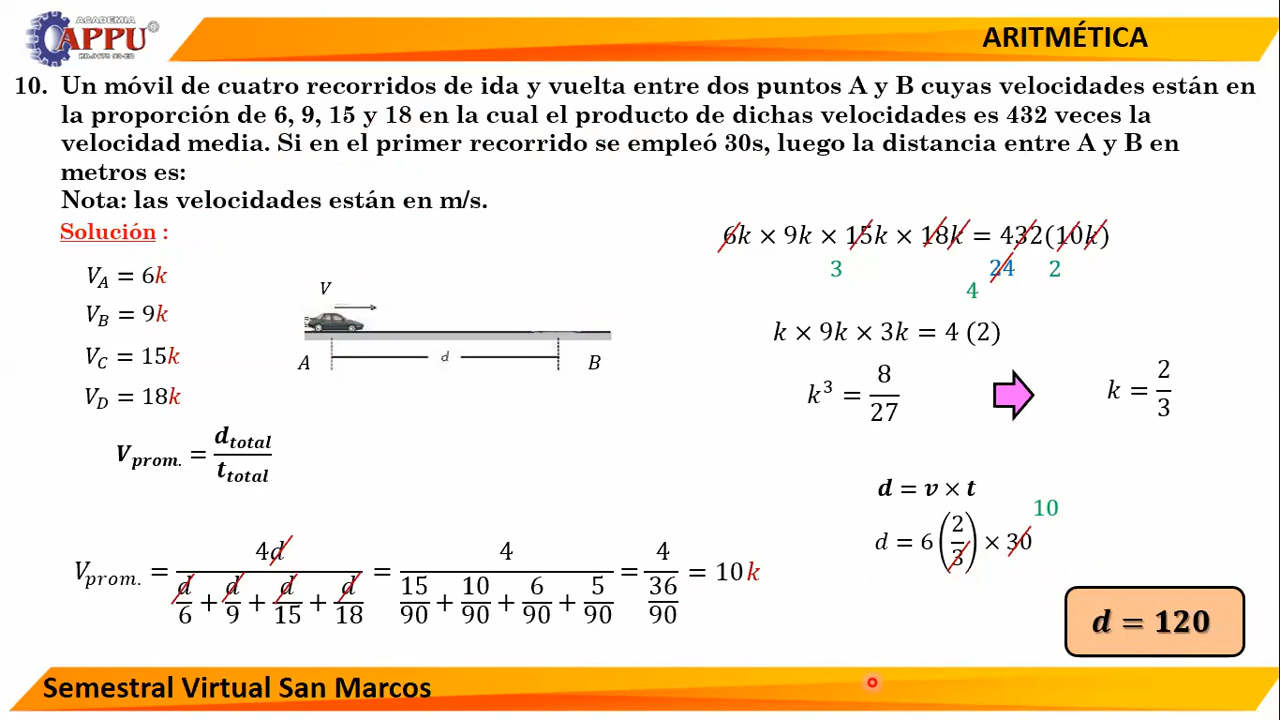 ACADEMIA
APPU
ARITMÉTICA
10. Un móvil de cuatro recorridos de ida y vuelta entre dos puntos A y B cuyas velocidades están en
la proporción de 6, 9, 15 y 18 en la cual el producto de dichas velocidades es 432 veces la
velocidad media. Si en el primer recorrido se empleó 30s, luego la distancia entre A y B en
metros es:
Nota: las velocidades están en m/s.
Solución :
V_A = 6k
V_B = 9k
V_C = 15k
V_D = 18k
V_prom. = d_total / t_total
V
A
d
B
V_prom. = 4d / (d/6 + d/9 + d/15 + d/18) = 4 / (15/90 + 10/90 + 6/90 + 5/90) = 4 / (36/90) = 10k
6k × 9k × 15k × 18k = 432(10k)
3 24 2
4
k × 9k × 3k = 4 (2)
k³ = 8/27
k = 2/3
d = v × t
10
d = 6(2/3) × 30
d = 120
Semestral Virtual San Marcos